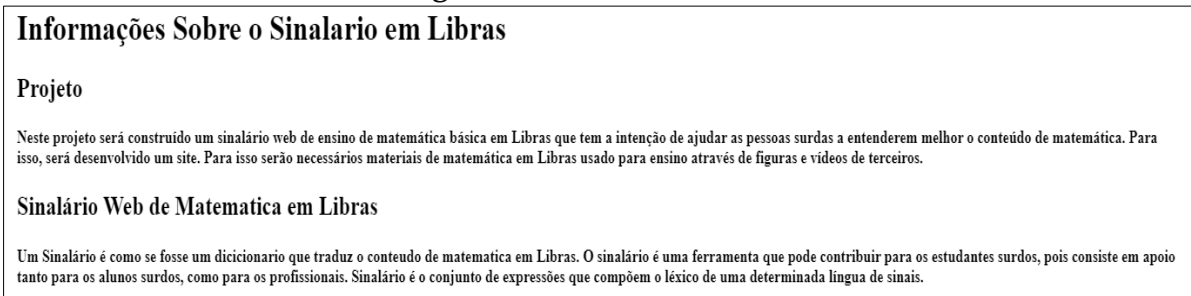 Informações Sobre o Sinalario em Libras
Projeto
Neste projeto será construído um sinalário web de ensino de matemática básica em Libras que tem a intenção de ajudar as pessoas surdas a entenderem melhor o conteúdo de matemática. Para
isso, será desenvolvido um site. Para isso serão necessários materiais de matemática em Libras usado para ensino através de figuras e vídeos de terceiros.
Sinalário Web de Matematica em Libras
Um Sinalário é como se fosse um dicicionario que traduz o conteudo de matematica em Libras. O sinalário é uma ferramenta que pode contribuir para os estudantes surdos, pois consiste em apoio
tanto para os alunos surdos, como para os profissionais. Sinalário é o conjunto de expressões que compõem o léxico de uma determinada língua de sinais.